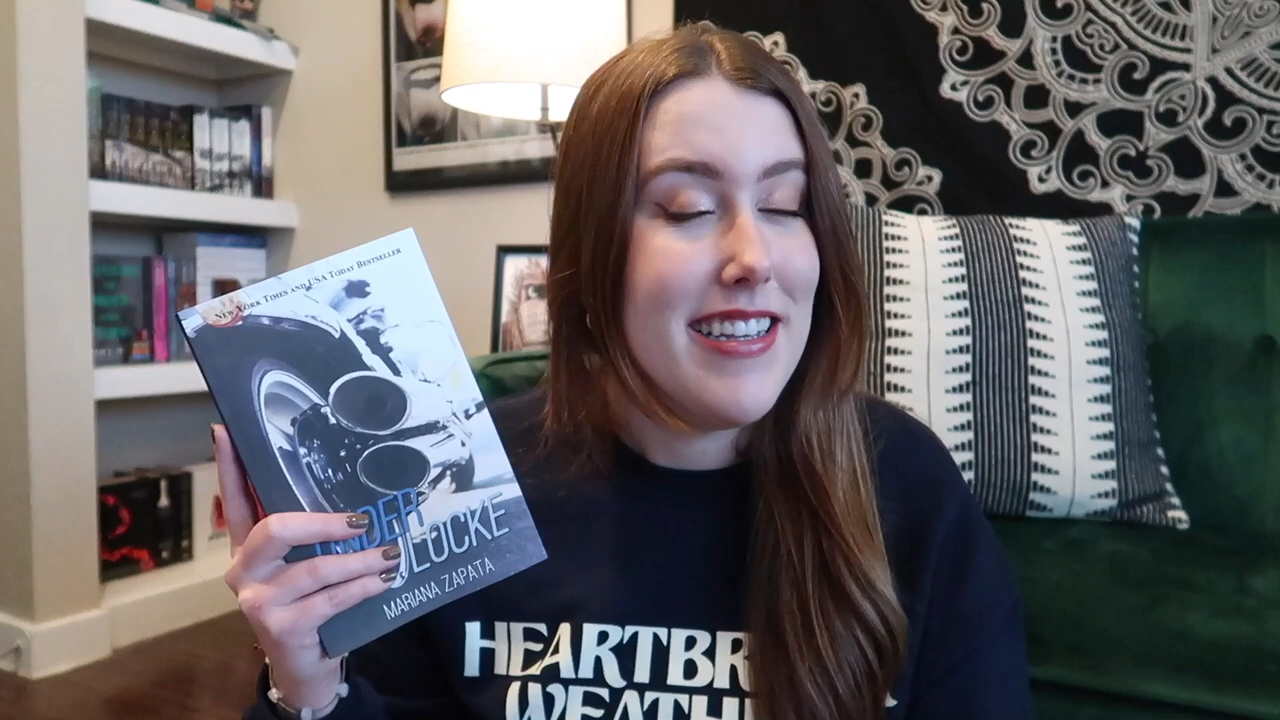 NEW YORK TIMES AND USA TODAY BESTSELLER
UNDER
LOCKE
MARIANA ZAPATA
HEARTBR
WEATH